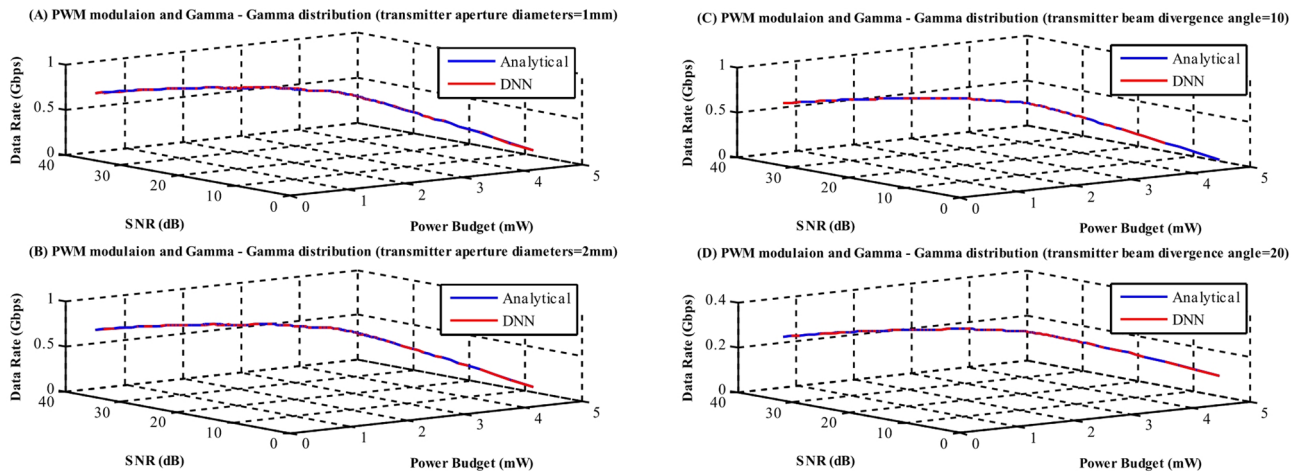 (A) PWM modulaion and Gamma - Gamma distribution (transmitter aperture diameters=1mm)
Analytical
DNN
1
0.5
0
Data Rate (Gbps)
40
30
20
10
0
SNR (dB)
0
1
2
3
4
5
Power Budget (mW)
(B) PWM modulaion and Gamma - Gamma distribution (transmitter aperture diameters=2mm)
Analytical
DNN
1
0.5
0
Data Rate (Gbps)
40
30
20
10
0
SNR (dB)
0
1
2
3
4
5
Power Budget (mW)
(C) PWM modulaion and Gamma - Gamma distribution (transmitter beam divergence angle=10)
Analytical
DNN
1
0.5
0
Data Rate (Gbps)
40
30
20
10
0
SNR (dB)
0
1
2
3
4
5
Power Budget (mW)
(D) PWM modulaion and Gamma - Gamma distribution (transmitter beam divergence angle=20)
Analytical
DNN
0.4
0.2
0
Data Rate (Gbps)
40
30
20
10
0
SNR (dB)
0
1
2
3
4
5
Power Budget (mW)